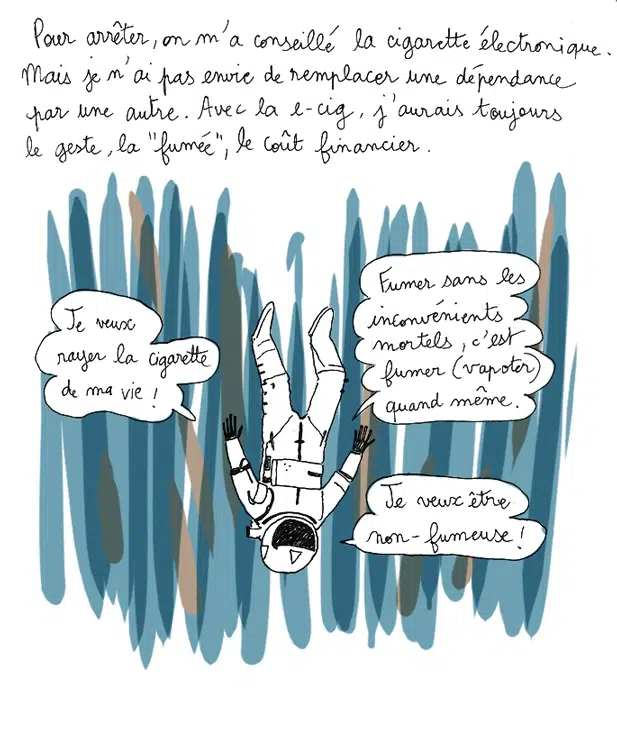 Pour arrêter, on m'a conseillé la cigarette électronique.
Mais je n'ai pas envie de remplacer une dépendance
par une autre. Avec la e-cig, j'aurais toujours
le geste, la "fumée", le coût financier.
Je veux
rayer la cigarette
de ma vie !
Fumer sans les
inconvénients
mortels, c'est
fumer (vapoter)
quand même.
Je veux être
non-fumeuse !